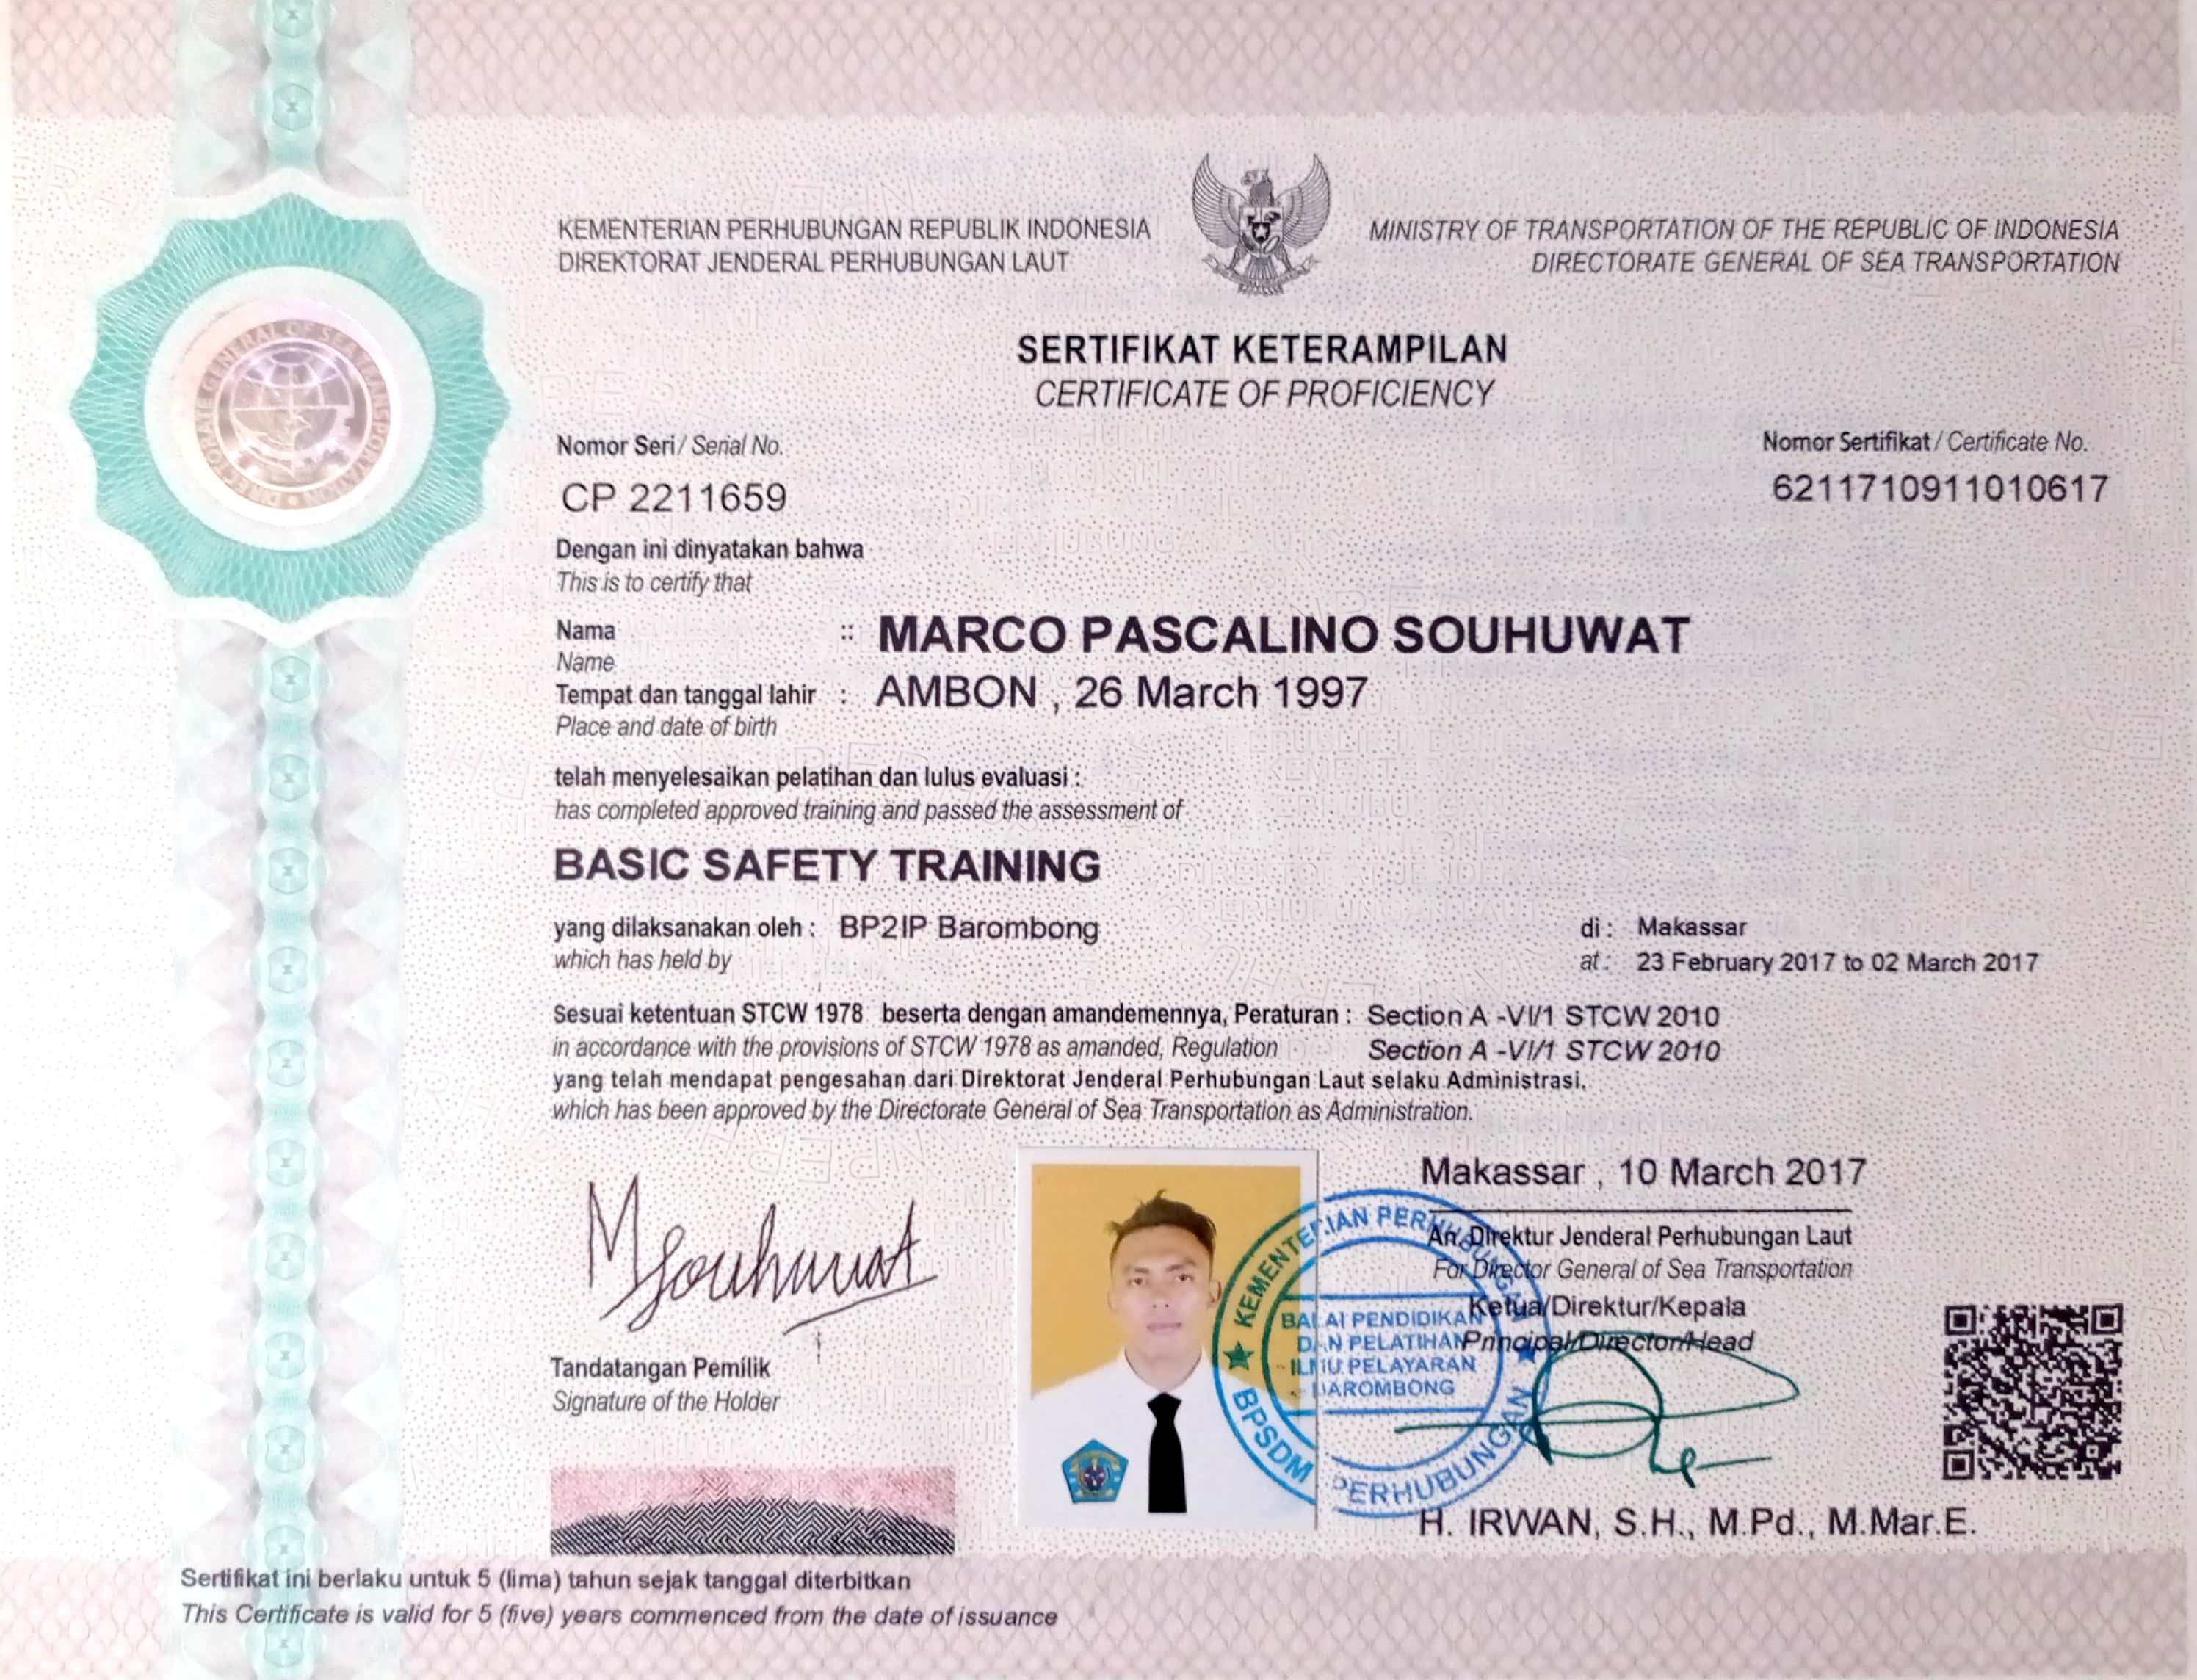 KEMENTERIAN PERHUBUNGAN REPUBLIK INDONESIA
DIREKTORAT JENDERAL PERHUBUNGAN LAUT
MINISTRY OF TRANSPORTATION OF THE REPUBLIC OF INDONESIA
DIRECTORATE GENERAL OF SEA TRANSPORTATION
DIRECTORATE GENERAL OF SEA TRANSPORTATION
SERTIFIKAT KETERAMPILAN
CERTIFICATE OF PROFICIENCY
Nomor Seri / Serial No.
CP 2211659
Nomor Sertifikat / Certificate No.
6211710911010617
Dengan ini dinyatakan bahwa
This is to certify that
Nama :: MARCO PASCALINO SOUHUWAT
Name
Tempat dan tanggal lahir : AMBON , 26 March 1997
Place and date of birth
telah menyelesaikan pelatihan dan lulus evaluasi :
has completed approved training and passed the assessment of
BASIC SAFETY TRAINING
yang dilaksanakan oleh : BP2IP Barombong
which has held by
di : Makassar
at : 23 February 2017 to 02 March 2017
Sesuai ketentuan STCW 1978 beserta dengan amandemennya, Peraturan : Section A -VI/1 STCW 2010
in accordance with the provisions of STCW 1978 as amanded, Regulation Section A -VI/1 STCW 2010
yang telah mendapat pengesahan dari Direktorat Jenderal Perhubungan Laut selaku Administrasi.
which has been approved by the Directorate General of Sea Transportation as Administration.
MSouhuwat
Tandatangan Pemilik
Signature of the Holder
KEMENTERIAN PERHUBUNGAN
BALAI PENDIDIKAN
DAN PELATIHAN
ILMU PELAYARAN
BAROMBONG
BPSDM PERHUBUNGAN
Makassar , 10 March 2017
An. Direktur Jenderal Perhubungan Laut
For Director General of Sea Transportation
Ketua/Direktur/Kepala
Principal/Director/Head
H. IRWAN, S.H., M.Pd., M.Mar.E.
Sertifikat ini berlaku untuk 5 (lima) tahun sejak tanggal diterbitkan
This Certificate is valid for 5 (five) years commenced from the date of issuance